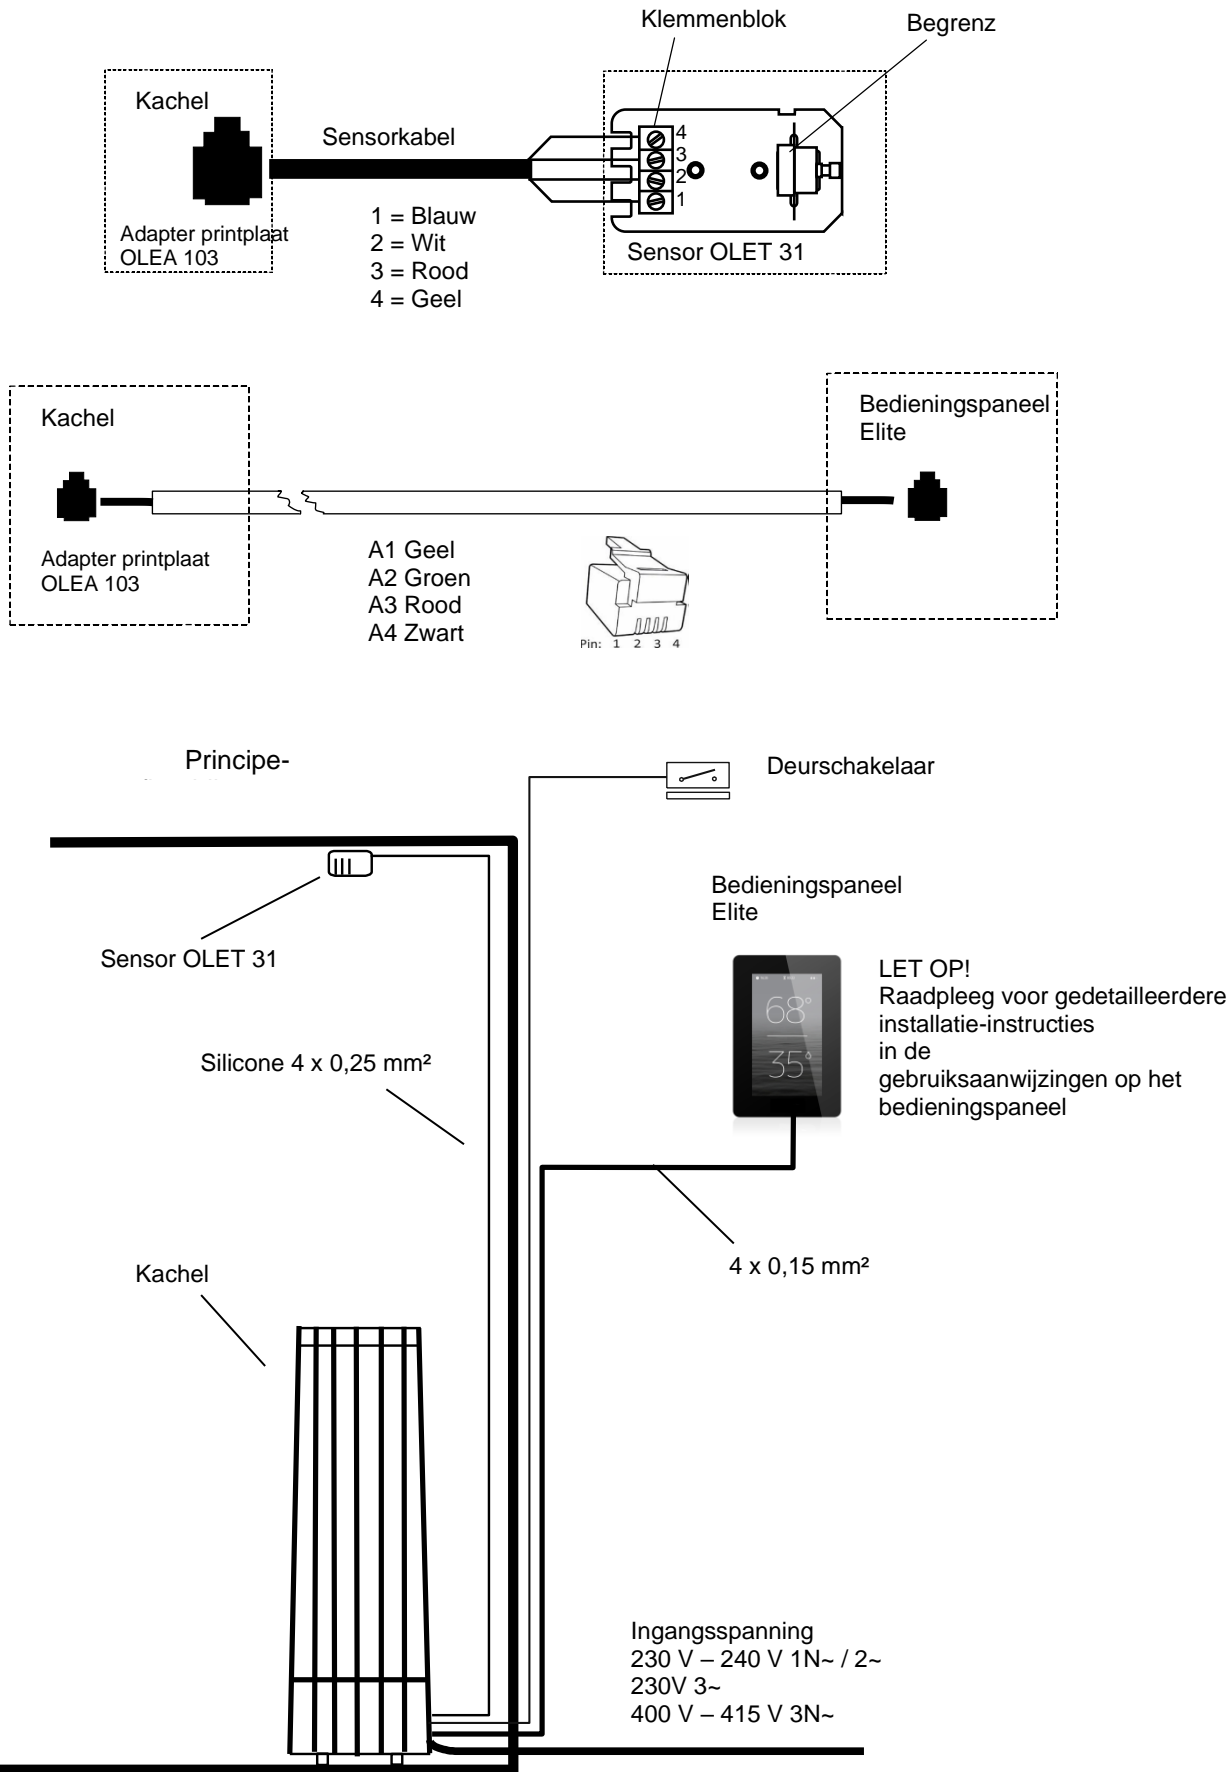 Klemmenblok
Begrenz
Kachel
Sensorkabel
4
3
2
1
Adapter printplaat
OLEA 103
1 = Blauw
2 = Wit
3 = Rood
4 = Geel
Sensor OLET 31
Kachel
Bedieningspaneel
Elite
Adapter printplaat
OLEA 103
A1 Geel
A2 Groen
A3 Rood
A4 Zwart
Pin: 1 2 3 4
Principe-
Deurschakelaar
Bedieningspaneel
Elite
Sensor OLET 31
68°
35°
LET OP!
Raadpleeg voor gedetailleerdere
installatie-instructies
in de
gebruiksaanwijzingen op het
bedieningspaneel
Silicone 4 x 0,25 mm²
4 x 0,15 mm²
Kachel
Ingangsspanning
230 V – 240 V 1N~ / 2~
230V 3~
400 V – 415 V 3N~